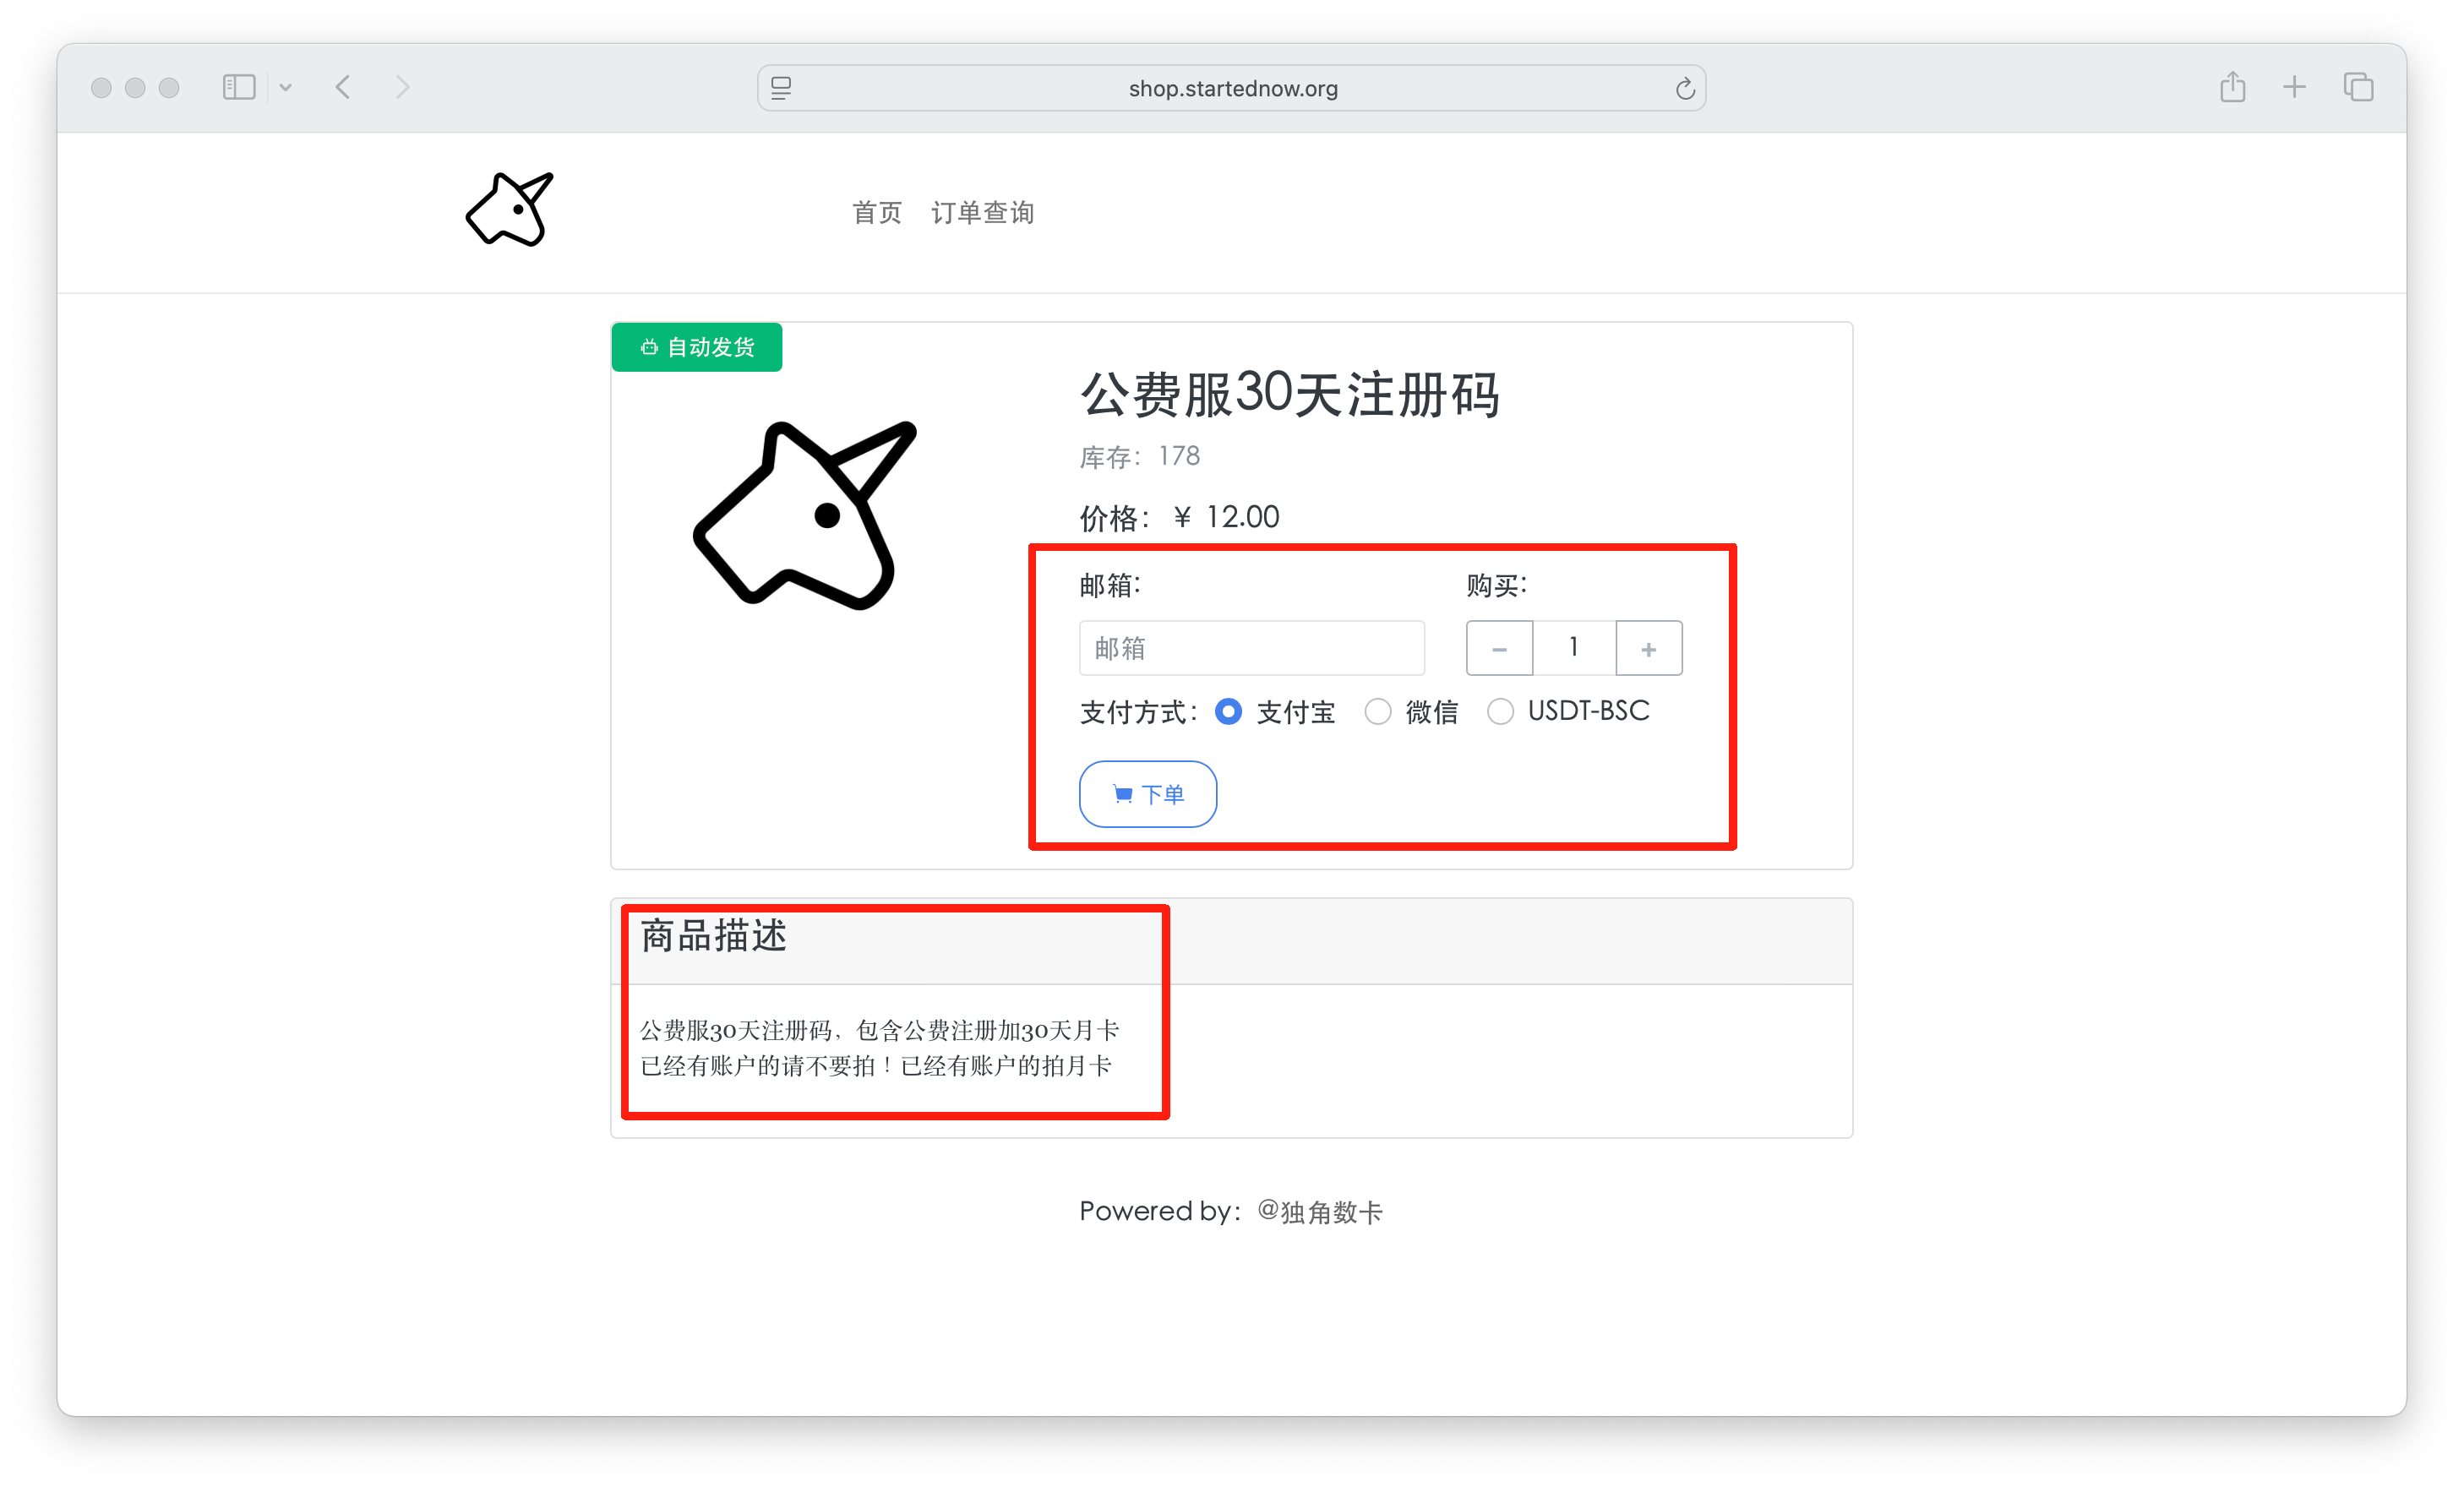 shop.startednow.org
首页 订单查询
自动发货
公费服30天注册码
库存：178
价格：¥ 12.00
邮箱： 购买：
邮箱 - 1 +
支付方式： 支付宝 微信 USDT-BSC
下单
商品描述
公费服30天注册码，包含公费注册加30天月卡
已经有账户的请不要拍！已经有账户的拍月卡
Powered by：@独角数卡